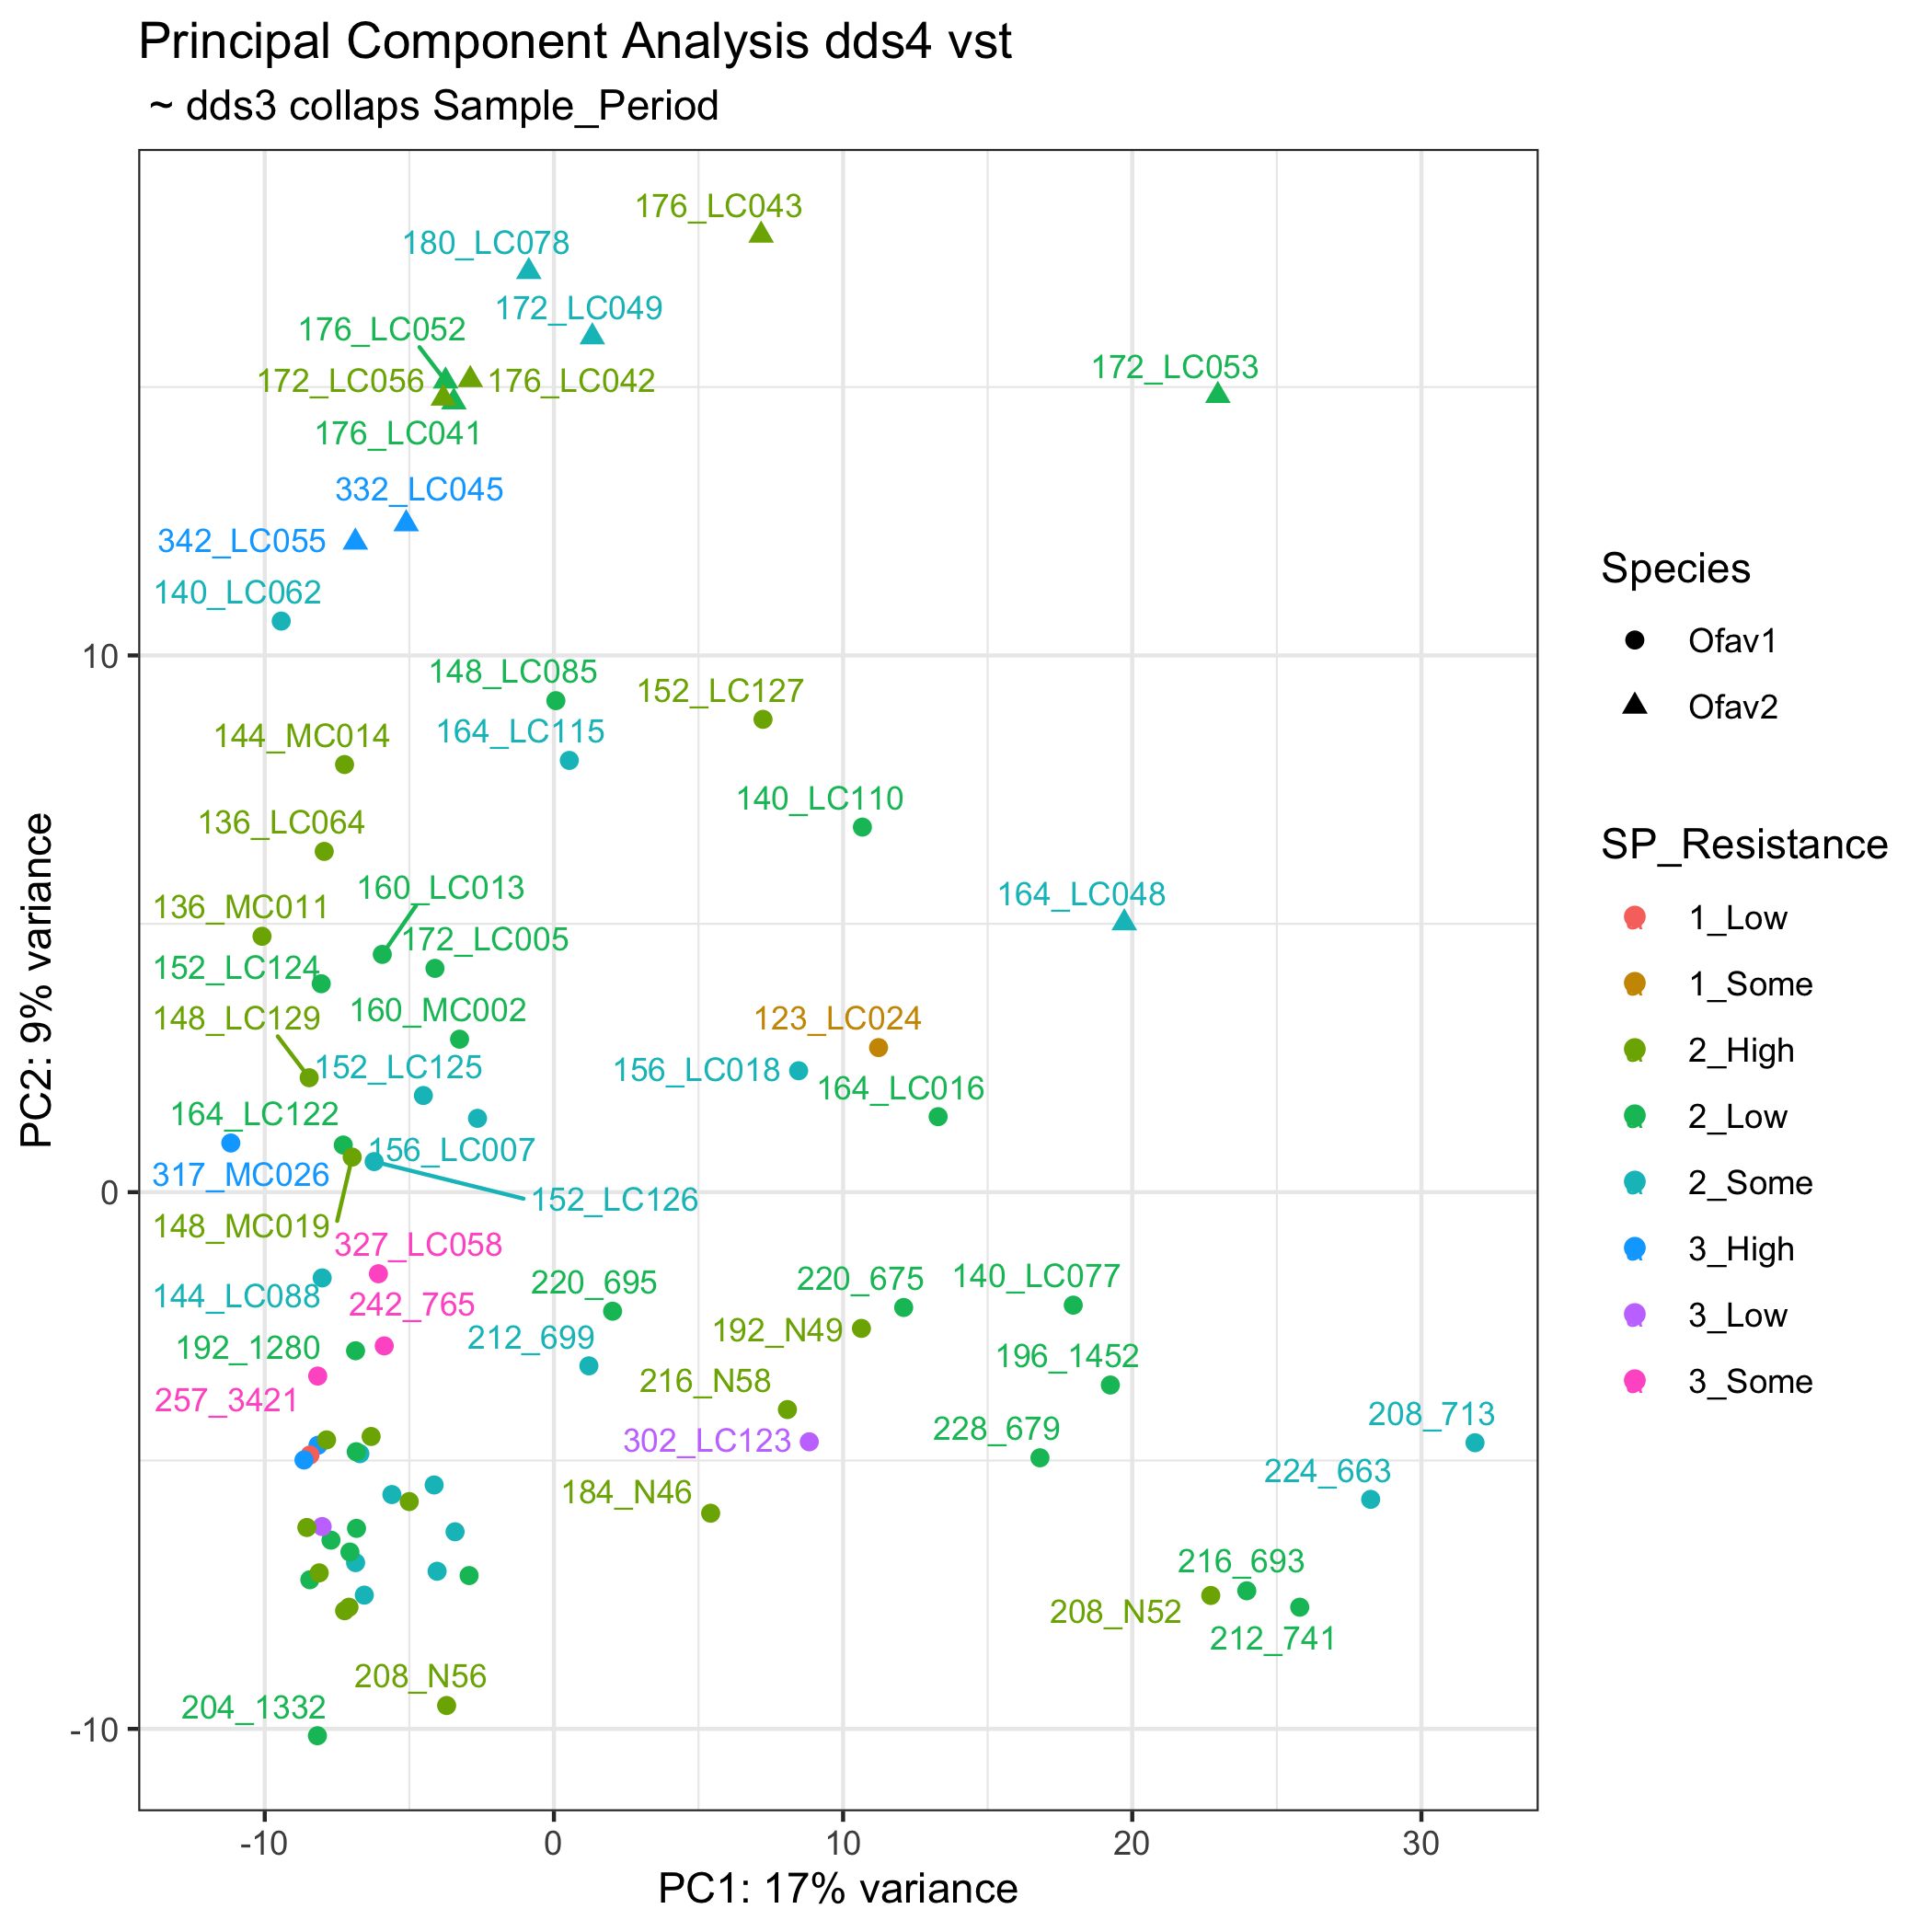 Principal Component Analysis dds4 vst
~ dds3 collaps Sample_Period
176_LC043
180_LC078
172_LC049
176_LC052
172_LC053
172_LC056
176_LC042
176_LC041
332_LC045
342_LC055
140_LC062
148_LC085
152_LC127
164_LC115
144_MC014
140_LC110
136_LC064
160_LC013
164_LC048
136_MC011
172_LC005
152_LC124
160_MC002
148_LC129
123_LC024
152_LC125
156_LC018
164_LC016
164_LC122
156_LC007
317_MC026
152_LC126
148_MC019
327_LC058
220_695
220_675
140_LC077
144_LC088
242_765
192_1280
212_699
192_N49
196_1452
257_3421
216_N58
208_713
302_LC123
228_679
224_663
184_N46
216_693
208_N52
212_741
208_N56
204_1332
10
0
-10
-10
0
10
20
30
PC1: 17% variance
PC2: 9% variance
Species
Ofav1
Ofav2
SP_Resistance
1_Low
1_Some
2_High
2_Low
2_Some
3_High
3_Low
3_Some